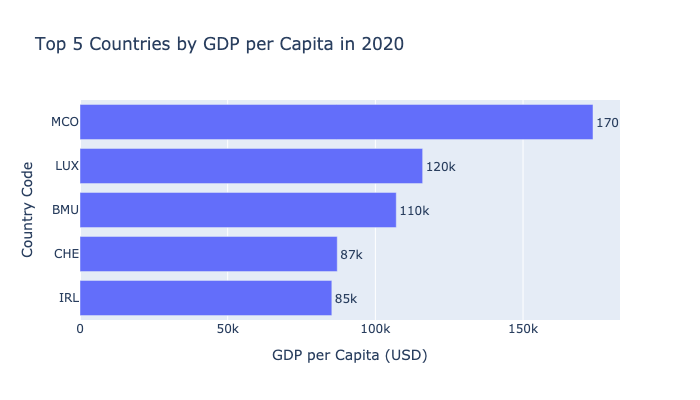 Top 5 Countries by GDP per Capita in 2020
MCO
170
LUX
120k
BMU
110k
CHE
87k
IRL
85k
0
50k
100k
150k
GDP per Capita (USD)
Country Code